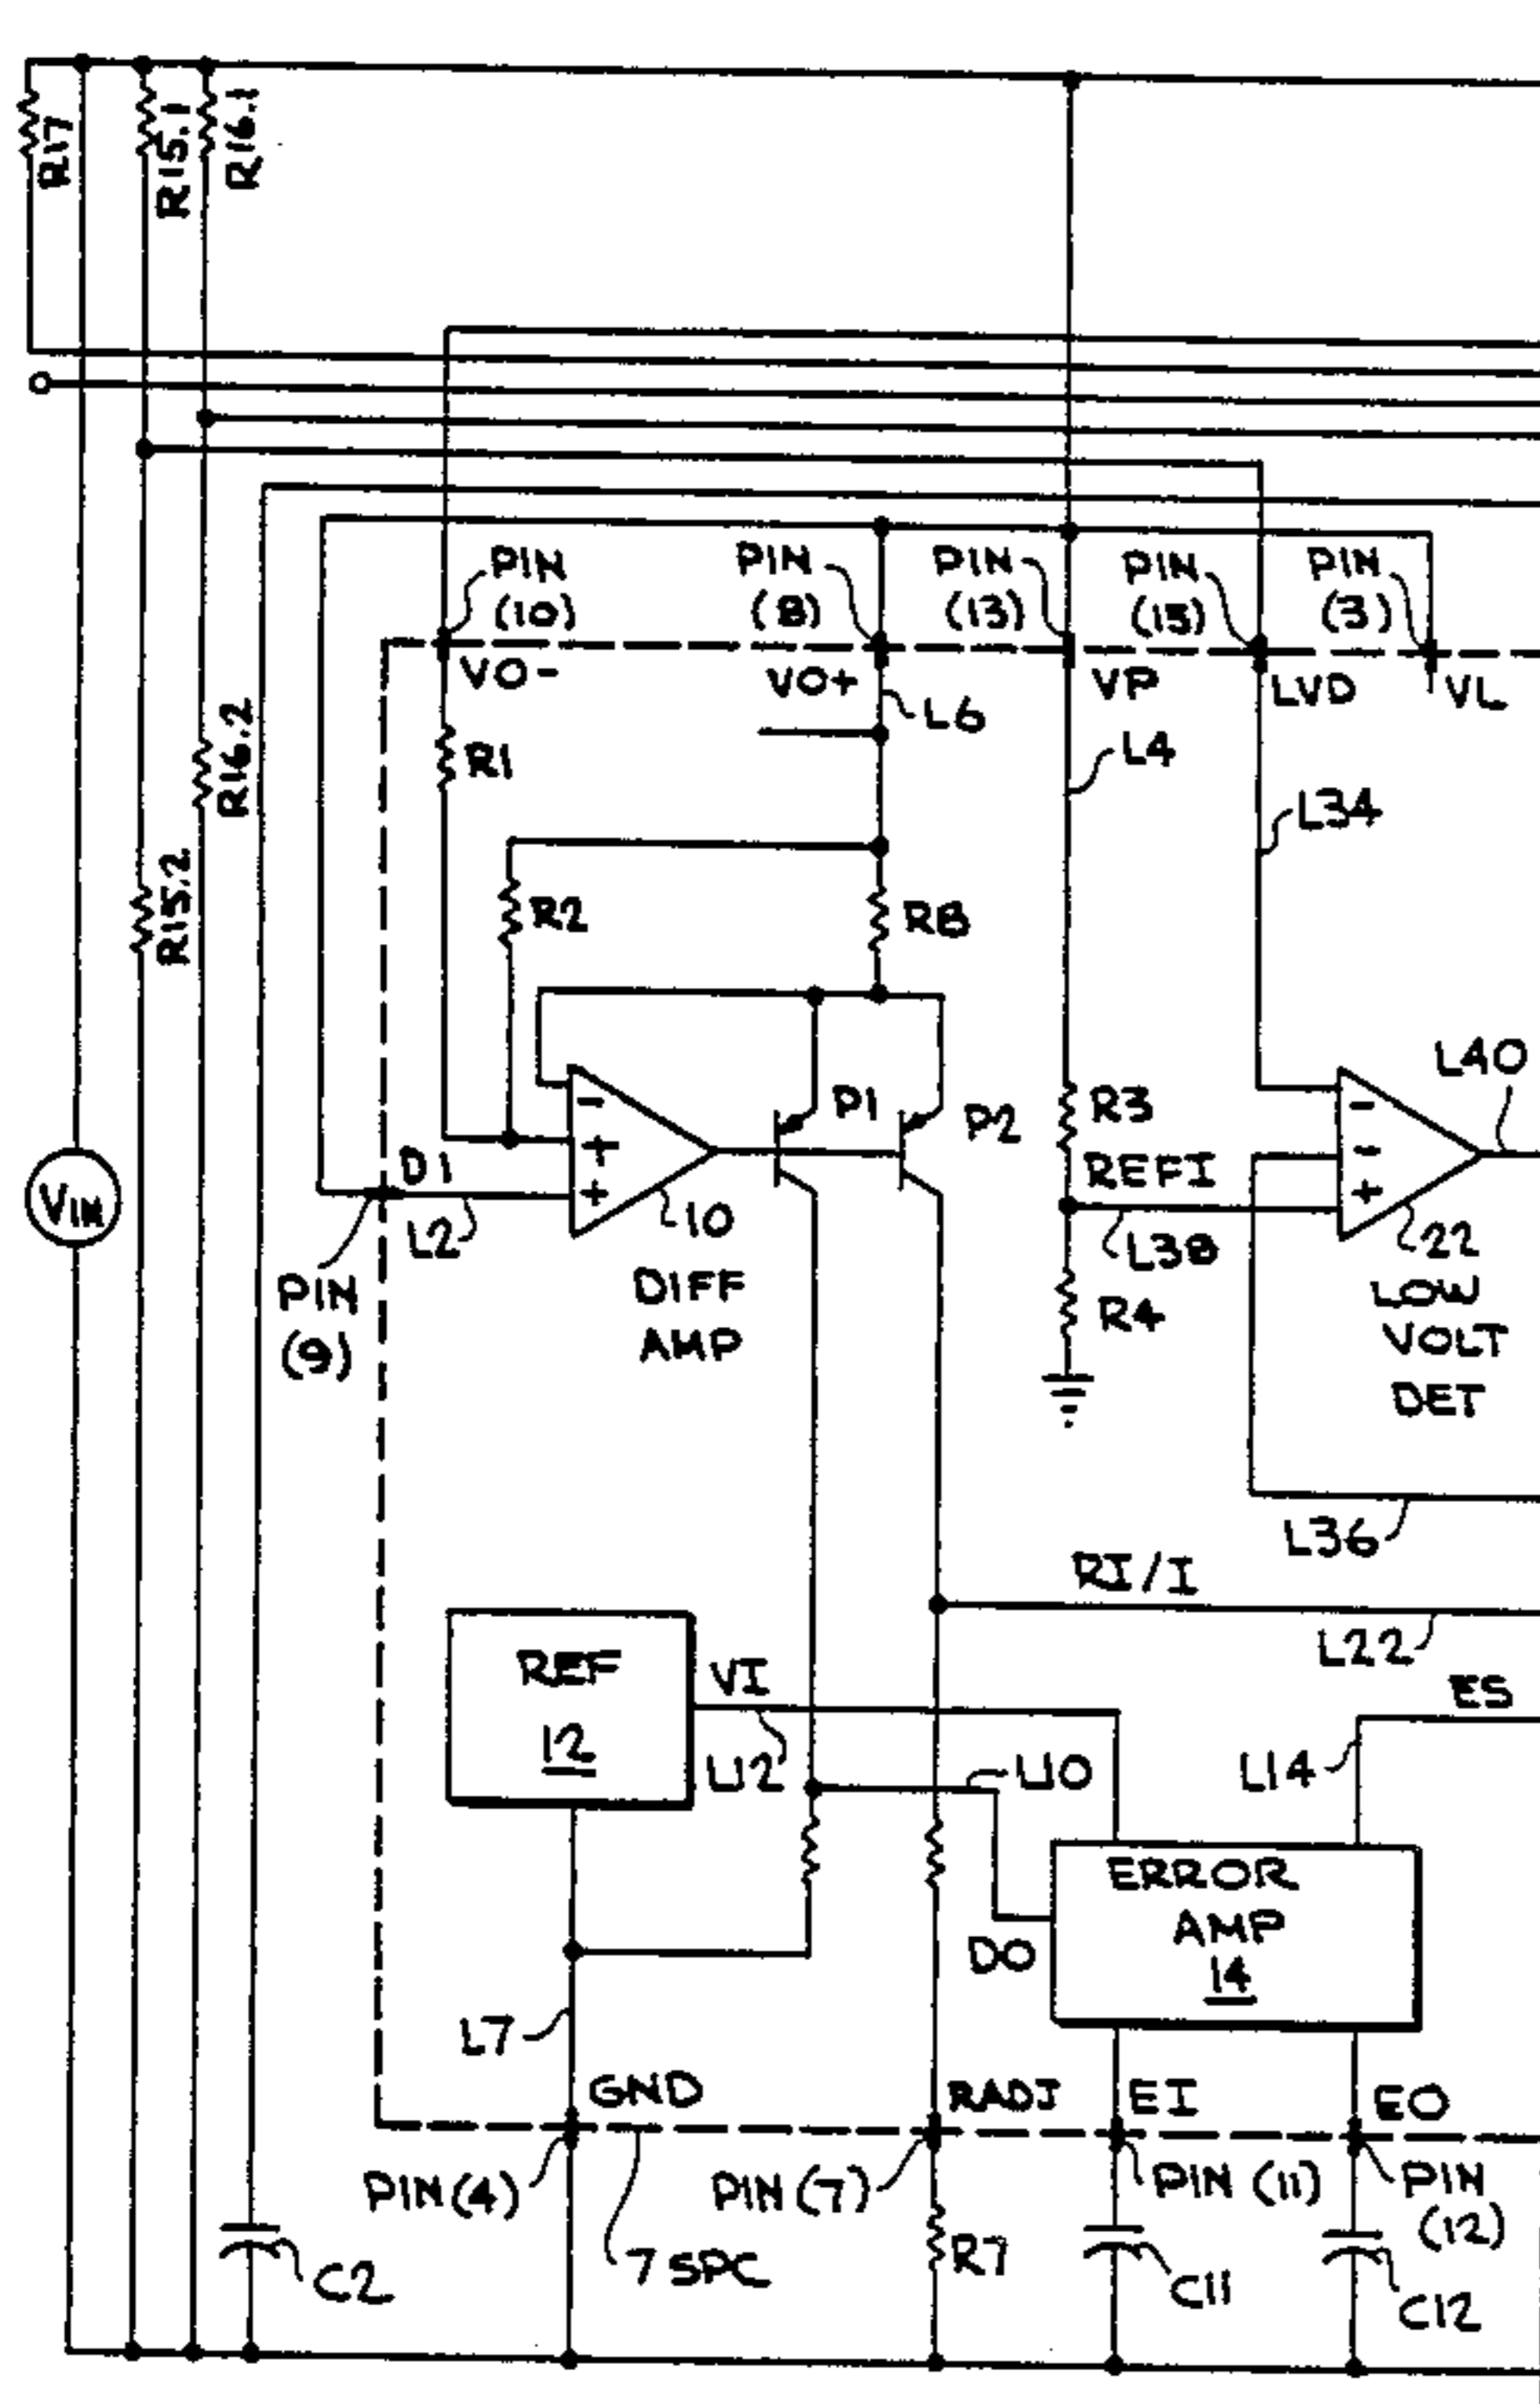 R17
R15.1
R16.1
PIN
(10)
PIN
(8)
PIN
(13)
PIN
(15)
PIN
(3)
VO-
VO+
VP
LVD
VL
L6
R1
L4
R16.2
L34
R15.2
R2
R8
L40
P1
P2
R3
-
+
+
-
-
+
D1
REFI
VIN
L2
10
L38
22
PIN
(9)
DIFF
AMP
R4
LOW
VOLT
DET
L36
RI/I
L22
REF
12
VI
ES
L12
L10
L14
ERROR
AMP
14
DO
L7
GND
RADJ
EI
EO
PIN (4)
PIN (7)
PIN (11)
PIN
(12)
7 SPC
R7
C2
C11
C12